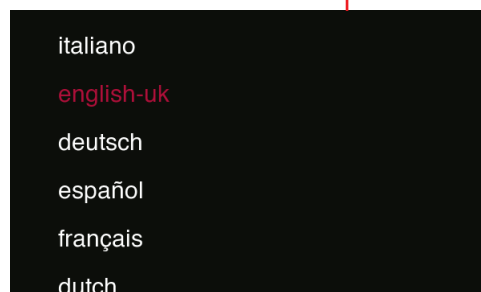 italiano
english-uk
deutsch
español
français
dutch